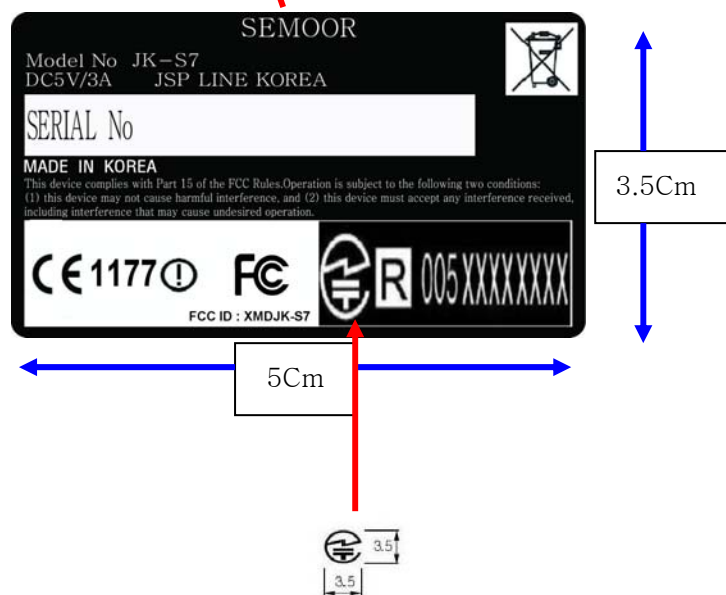 SEMOOR
Model No JK-S7
DC5V/3A JSP LINE KOREA
SERIAL No
MADE IN KOREA
This device complies with Part 15 of the FCC Rules.Operation is subject to the following two conditions:
(1) this device may not cause harmful interference, and (2) this device must accept any interference received,
including interference that may cause undesired operation.
CE 1177 FC R 005XXXXXXXX
FCC ID : XMDJK-S7
3.5Cm
5Cm
3.5
3.5